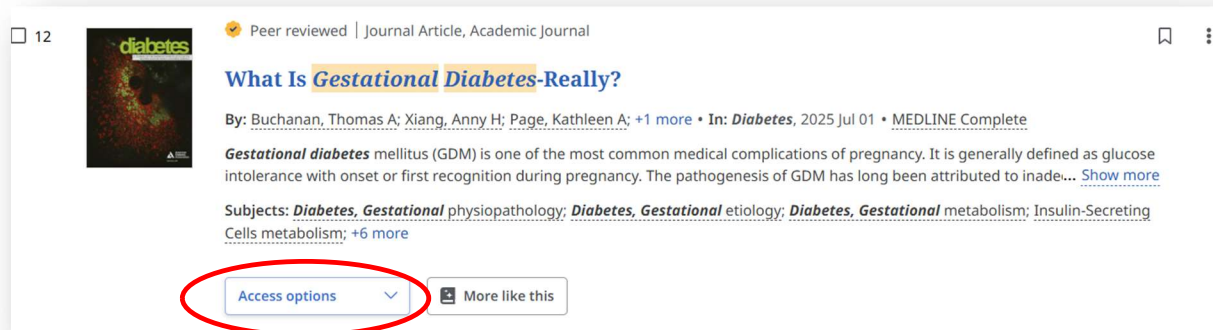 12
diabetes
Peer reviewed | Journal Article, Academic Journal
What Is Gestational Diabetes-Really?
By: Buchanan, Thomas A; Xiang, Anny H; Page, Kathleen A; +1 more • In: Diabetes, 2025 Jul 01 • MEDLINE Complete
Gestational diabetes mellitus (GDM) is one of the most common medical complications of pregnancy. It is generally defined as glucose
intolerance with onset or first recognition during pregnancy. The pathogenesis of GDM has long been attributed to inade... Show more
Subjects: Diabetes, Gestational physiopathology; Diabetes, Gestational etiology; Diabetes, Gestational metabolism; Insulin-Secreting
Cells metabolism; +6 more
Access options
More like this